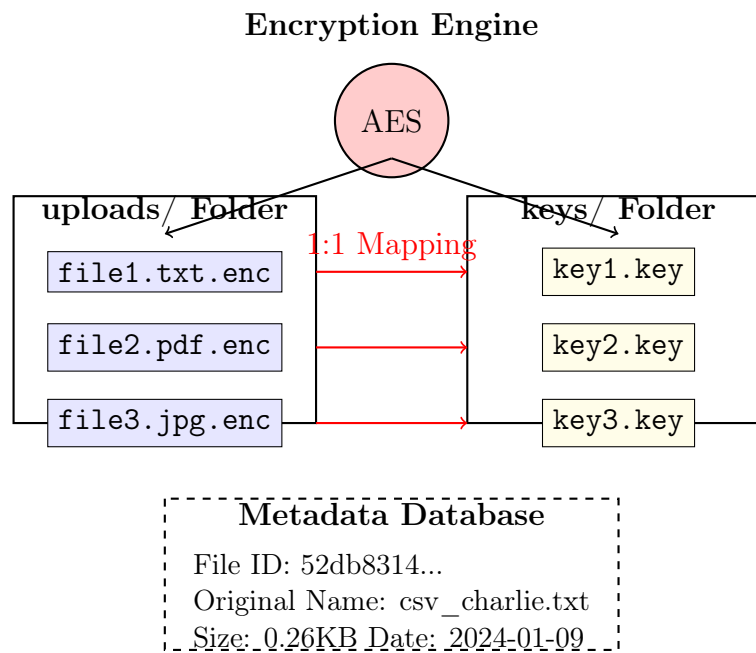 Encryption Engine
AES
uploads/ Folder
keys/ Folder
1:1 Mapping
file1.txt.enc
key1.key
file2.pdf.enc
key2.key
file3.jpg.enc
key3.key
Metadata Database
File ID: 52db8314...
Original Name: csv_charlie.txt
Size: 0.26KB Date: 2024-01-09